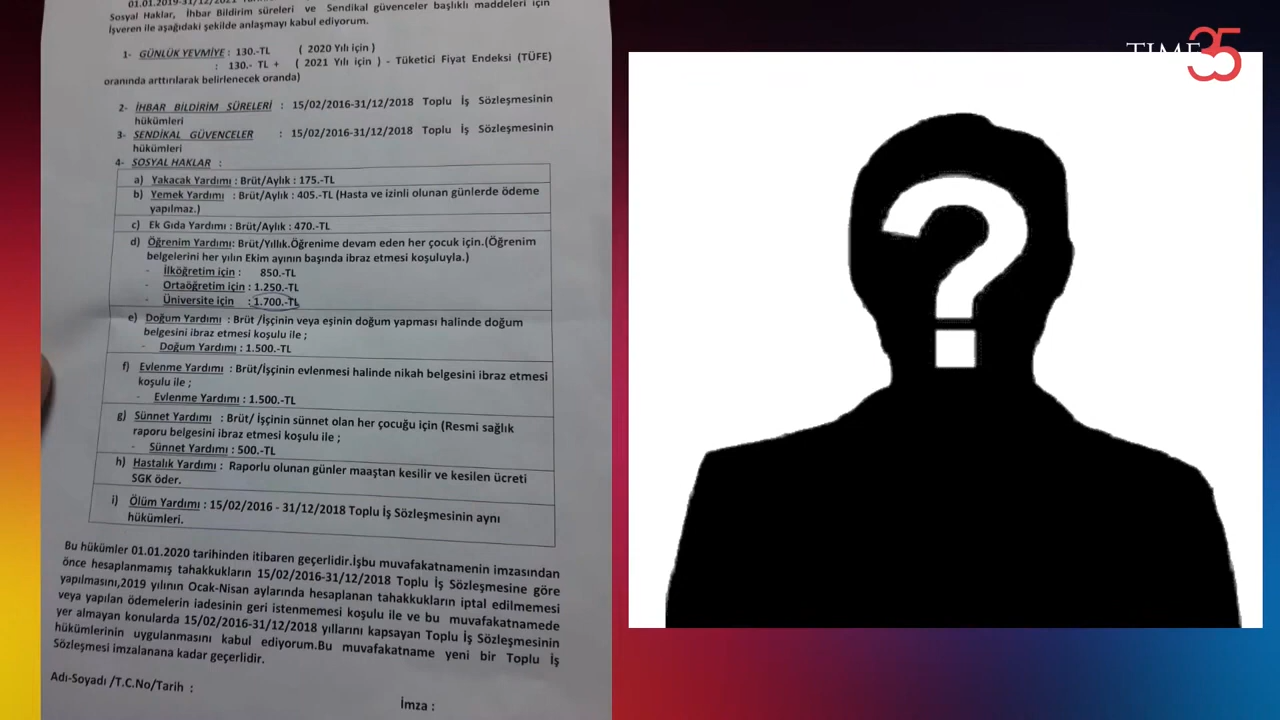 01.01.2019-31/12/2021
Sosyal Haklar, İhbar Bildirim süreleri ve Sendikal güvenceler başlıklı maddeleri için
İşveren ile aşağıdaki şekilde anlaşmayı kabul ediyorum.
1- GÜNLÜK YEVMİYE : 130.-TL ( 2020 Yılı için )
: 130.- TL + ( 2021 Yılı için ) - Tüketici Fiyat Endeksi (TÜFE)
oranında arttırılarak belirlenecek oranda)
2- İHBAR BİLDİRİM SÜRELERİ : 15/02/2016-31/12/2018 Toplu İş Sözleşmesinin
hükümleri
3- SENDİKAL GÜVENCELER : 15/02/2016-31/12/2018 Toplu İş Sözleşmesinin
hükümleri
4- SOSYAL HAKLAR :
a) Yakacak Yardımı : Brüt/Aylık : 175.-TL
b) Yemek Yardımı : Brüt/Aylık : 405.-TL (Hasta ve izinli olunan günlerde ödeme
yapılmaz.)
c) Ek Gıda Yardımı : Brüt/Aylık : 470.-TL
d) Öğrenim Yardımı: Brüt/Yıllık.Öğrenime devam eden her çocuk için.(Öğrenim
belgelerini her yılın Ekim ayının başında ibraz etmesi koşuluyla.)
- İlköğretim için : 850.-TL
- Ortaöğretim için : 1.250.-TL
- Üniversite için : 1.700.-TL
e) Doğum Yardımı : Brüt /İşçinin veya eşinin doğum yapması halinde doğum
belgesini ibraz etmesi koşulu ile ;
- Doğum Yardımı : 1.500.-TL
f) Evlenme Yardımı : Brüt/İşçinin evlenmesi halinde nikah belgesini ibraz etmesi
koşulu ile ;
- Evlenme Yardımı : 1.500.-TL
g) Sünnet Yardımı : Brüt/ İşçinin sünnet olan her çocuğu için (Resmi sağlık
raporu belgesini ibraz etmesi koşulu ile ;
- Sünnet Yardımı : 500.-TL
h) Hastalık Yardımı : Raporlu olunan günler maaştan kesilir ve kesilen ücreti
SGK öder.
i) Ölüm Yardımı : 15/02/2016 - 31/12/2018 Toplu İş Sözleşmesinin aynı
hükümleri.
Bu hükümler 01.01.2020 tarihinden itibaren geçerlidir.İşbu muvafakatnamenin imzasından
önce hesaplanmamış tahakkukların 15/02/2016-31/12/2018 Toplu İş Sözleşmesine göre
yapılmasını,2019 yılının Ocak-Nisan aylarında hesaplanan tahakkukların iptal edilmemesi
veya yapılan ödemelerin iadesinin geri istenmemesi koşulu ile ve bu muvafakatnamede
yer almayan konularda 15/02/2016-31/12/2018 yıllarını kapsayan Toplu İş Sözleşmesinin
hükümlerinin uygulanmasını kabul ediyorum.Bu muvafakatname yeni bir Toplu İş
Sözleşmesi imzalanana kadar geçerlidir.
Adı-Soyadı /T.C.No/Tarih :
İmza :
TIME 35
?